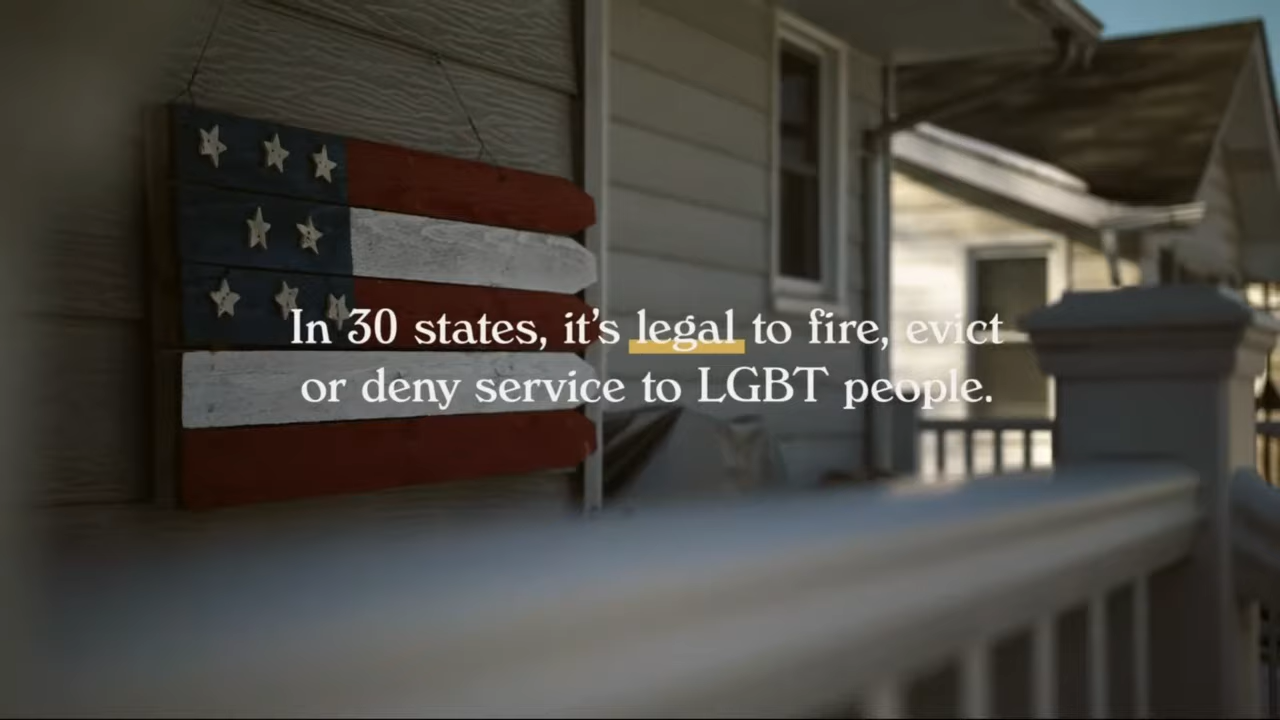 In 30 states, it's legal to fire, evict
or deny service to LGBT people.